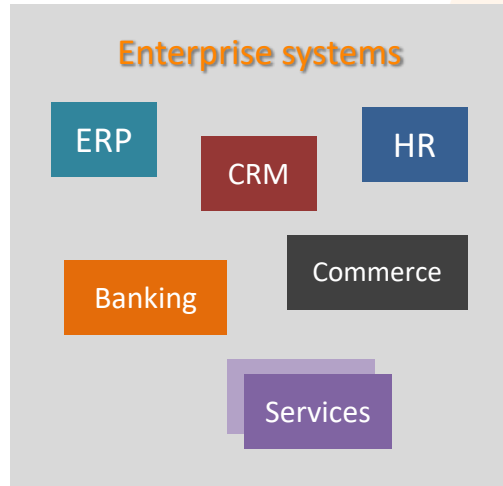 Enterprise systems
ERP
HR
CRM
Commerce
Banking
Services